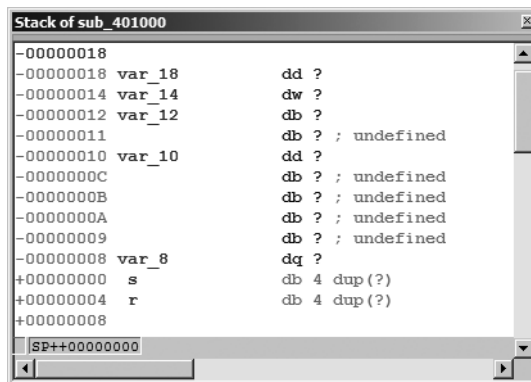 Stack of sub_401000
-00000018
-00000018 var_18 dd ?
-00000014 var_14 dw ?
-00000012 var_12 db ?
-00000011 db ? ; undefined
-00000010 var_10 dd ?
-0000000C db ? ; undefined
-0000000B db ? ; undefined
-0000000A db ? ; undefined
-00000009 db ? ; undefined
-00000008 var_8 dq ?
+00000000 s db 4 dup(?)
+00000004 r db 4 dup(?)
+00000008
SP++00000000